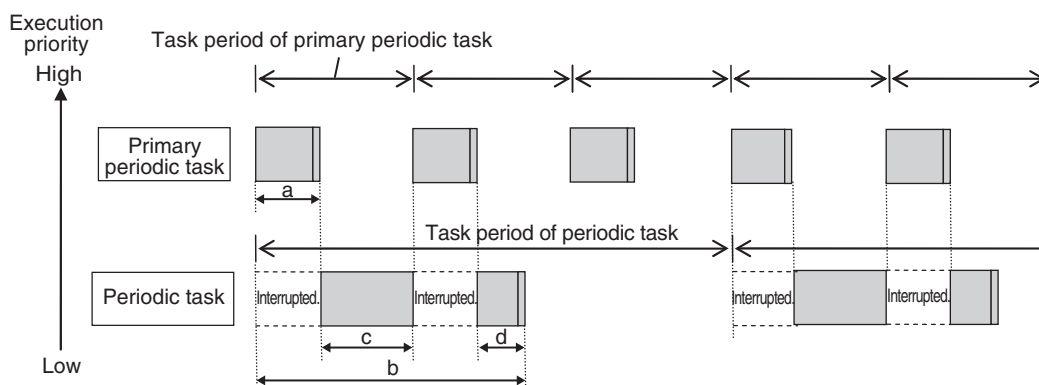 Execution
priority
High
Task period of primary periodic task
Primary
periodic task
a
Task period of periodic task
Periodic task
Interrupted.
Interrupted.
Interrupted.
Interrupted.
c
d
b
Low